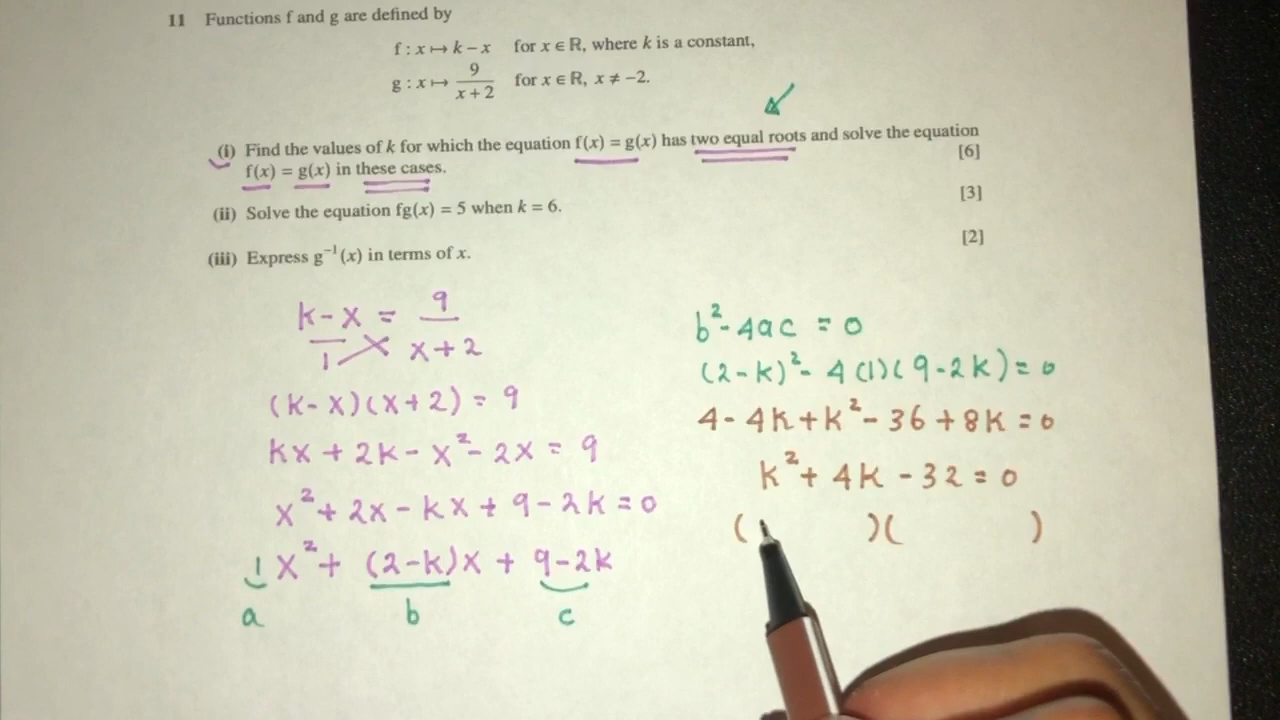 11 Functions f and g are defined by
f : x ↦ k − x for x ∈ ℝ, where k is a constant,
g : x ↦ 9/(x + 2) for x ∈ ℝ, x ≠ −2.
(i) Find the values of k for which the equation f(x) = g(x) has two equal roots and solve the equation
f(x) = g(x) in these cases. [6]
(ii) Solve the equation fg(x) = 5 when k = 6. [3]
(iii) Express g⁻¹(x) in terms of x. [2]
(k-x)/1 = 9/(x+2)
(k-x)(x+2) = 9
kx + 2k - x² - 2x = 9
x² + 2x - kx + 9 - 2k = 0
1x² + (2-k)x + 9-2k
a b c
b² - 4ac = 0
(2-k)² - 4(1)(9-2k) = 0
4 - 4k + k² - 36 + 8k = 0
k² + 4k - 32 = 0
( )( )